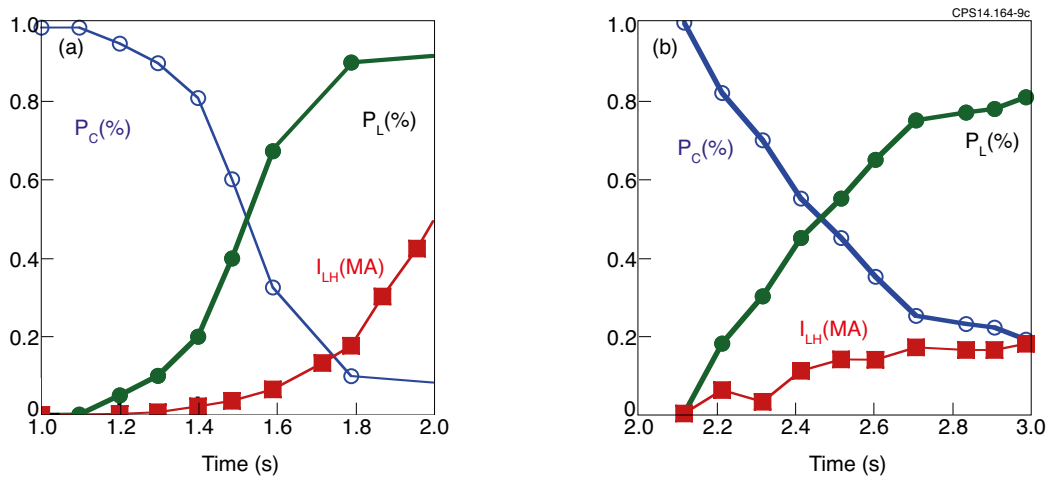 CPS14.164-9c
1.0
(a)
P_C(%)
P_L(%)
I_LH(MA)
0.8
0.6
0.4
0.2
0
1.0 1.2 1.4 1.6 1.8 2.0
Time (s)
1.0
(b)
P_C(%)
P_L(%)
I_LH(MA)
0.8
0.6
0.4
0.2
0
2.0 2.2 2.4 2.6 2.8 3.0
Time (s)